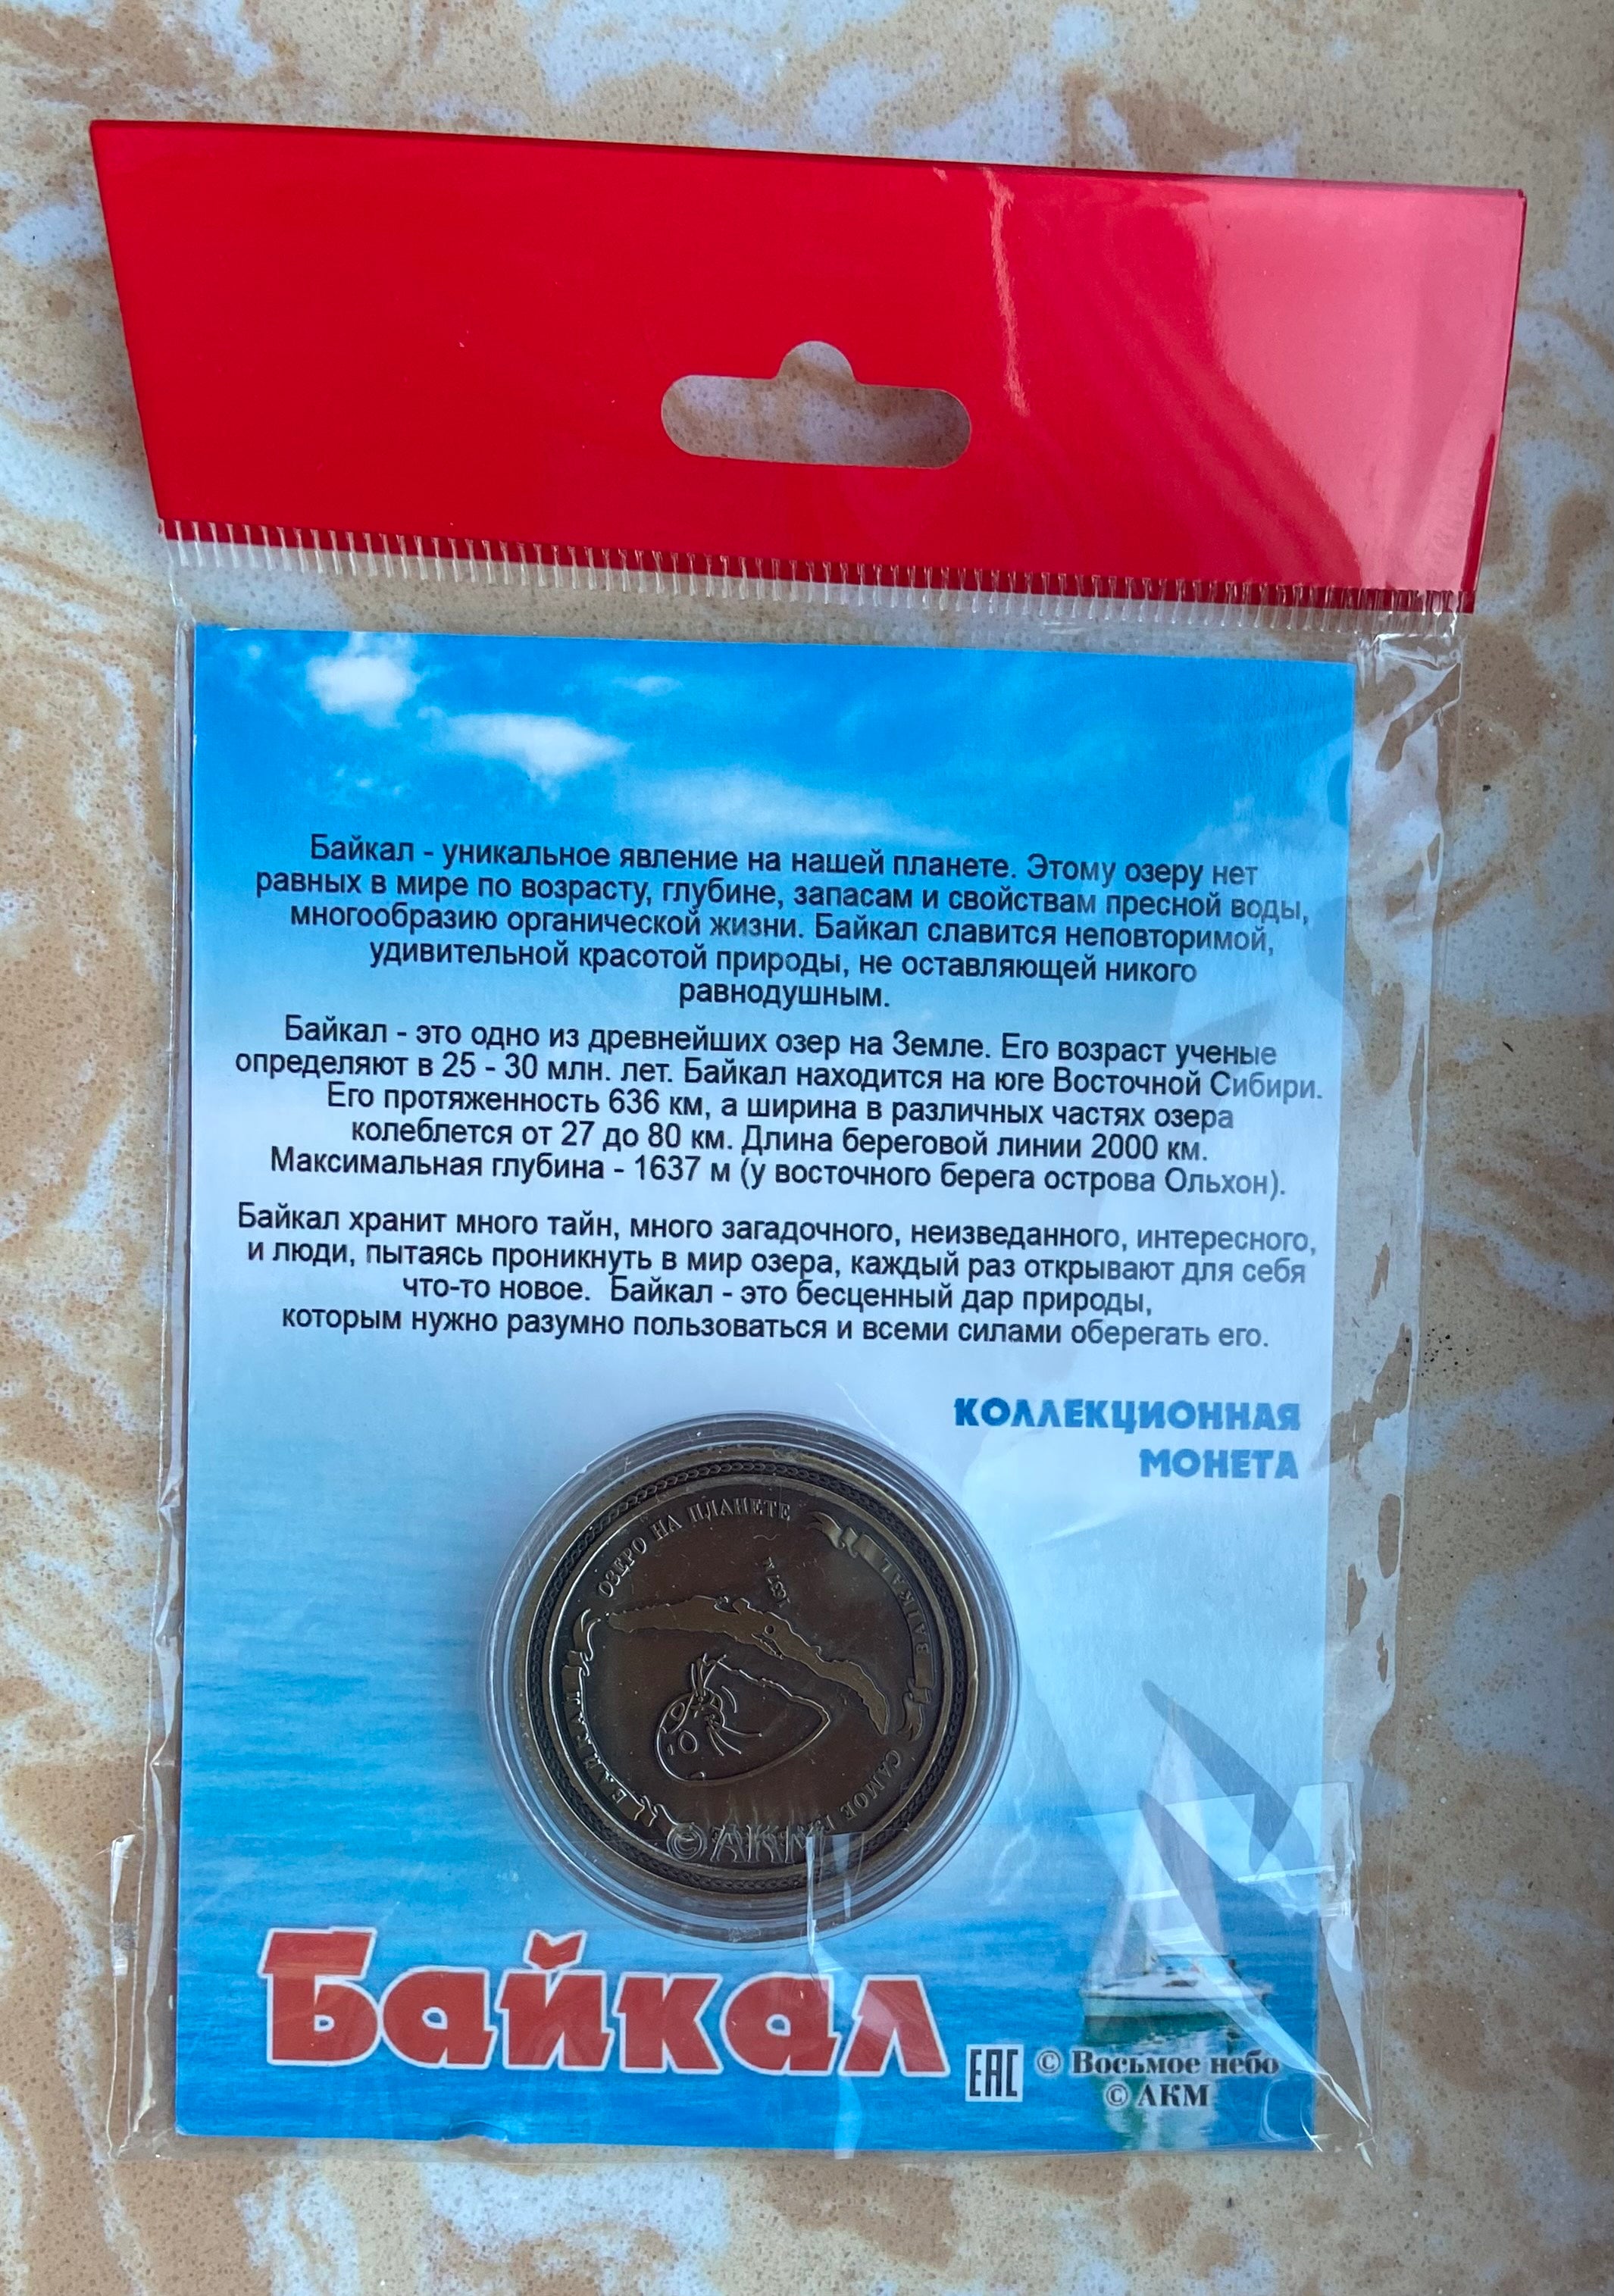 Байкал - уникальное явление на нашей планете. Этому озеру нет
равных в мире по возрасту, глубине, запасам и свойствам пресной воды,
многообразию органической жизни. Байкал славится неповторимой,
удивительной красотой природы, не оставляющей никого
равнодушным.
Байкал - это одно из древнейших озер на Земле. Его возраст ученые
определяют в 25 - 30 млн. лет. Байкал находится на юге Восточной Сибири.
Его протяженность 636 км, а ширина в различных частях озера
колеблется от 27 до 80 км. Длина береговой линии 2000 км.
Максимальная глубина - 1637 м (у восточного берега острова Ольхон).
Байкал хранит много тайн, много загадочного, неизведанного, интересного,
и люди, пытаясь проникнуть в мир озера, каждый раз открывают для себя
что-то новое. Байкал - это бесценный дар природы,
которым нужно разумно пользоваться и всеми силами оберегать его.
КОЛЛЕКЦИОННАЯ
МОНЕТА
ОЗЕРО НА ПЛАНЕТЕ
BAIKAL
1637 м
САМОЕ
©АКМ
Байкал
EAC
© Восьмое небо
© АКМ